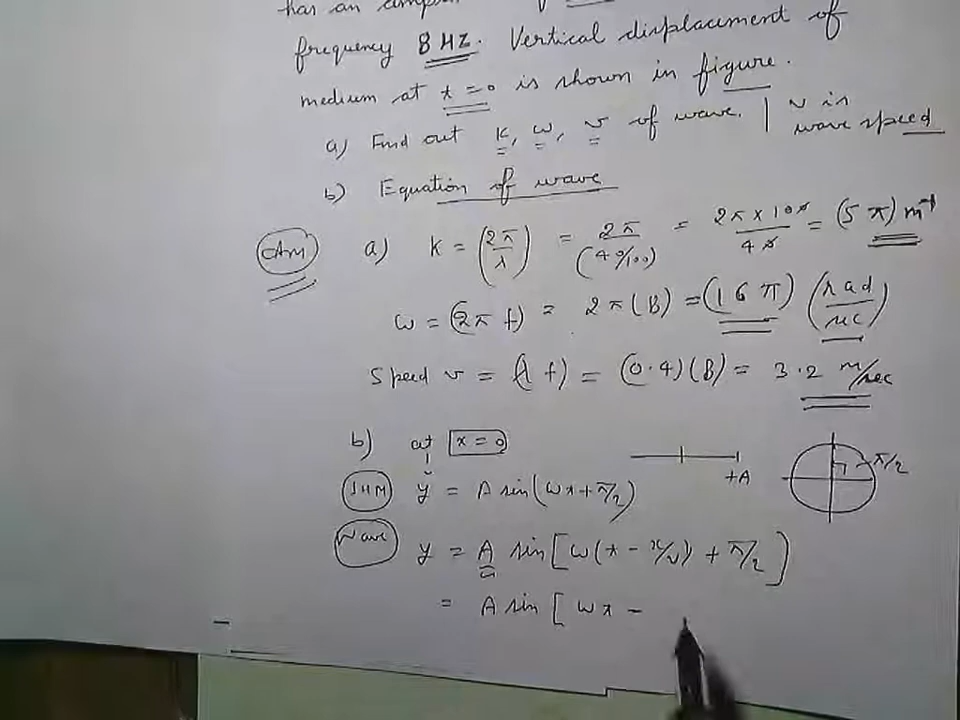 has an
frequency 8 HZ. Vertical displacement of
medium at t = 0 is shown in figure.
a) Find out k, ω, v of wave. | v is wave speed
b) Equation of wave
Ans a) K = (2π/λ) = 2π/(40/100) = 2π × 100/40 = (5π) m⁻¹
ω = (2π f) = 2π(8) = (16 π) (rad/sec)
Speed v = (λ f) = (0.4)(8) = 3.2 m/sec
b) at x = 0
+A π/2
SHM y = A sin(ωt + π/2)
Wave y = A sin[ω(t - x/v) + π/2]
= A sin [ ωt -